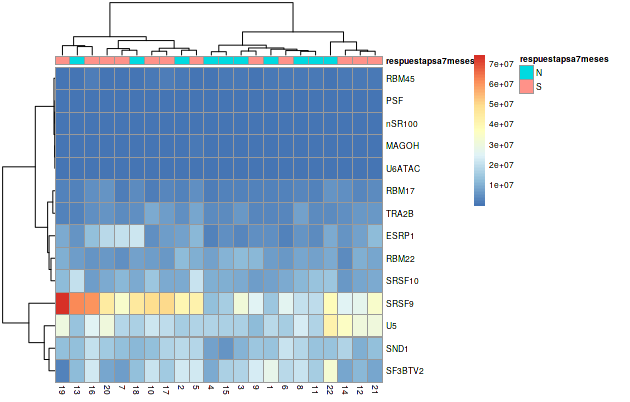 respuestapsa7meses
RBM45
PSF
nSR100
MAGOH
U6ATAC
RBM17
TRA2B
ESRP1
RBM22
SRSF10
SRSF9
U5
SND1
SF3BTV2
19 13 16 20 7 18 10 17 2 5 4 15 3 9 1 6 8 11 22 14 12 21
7e+07
6e+07
5e+07
4e+07
3e+07
2e+07
1e+07
respuestapsa7meses
N
S